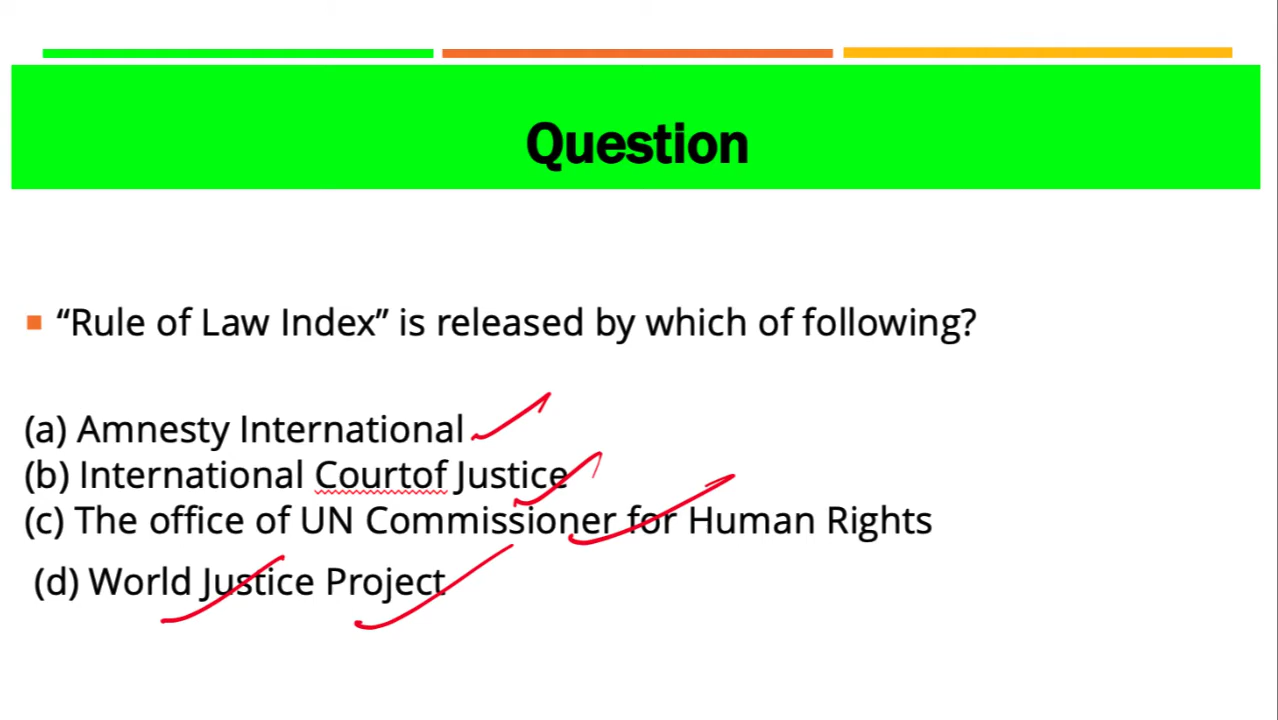 Question
“Rule of Law Index” is released by which of following?
(a) Amnesty International
(b) International Courtof Justice
(c) The office of UN Commissioner for Human Rights
(d) World Justice Project